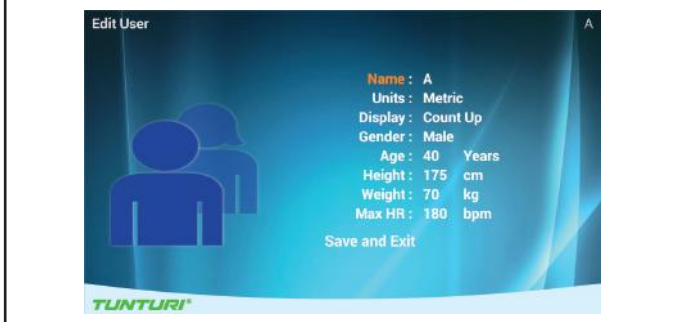 Edit User
A
Name : A
Units : Metric
Display : Count Up
Gender : Male
Age : 40 Years
Height : 175 cm
Weight : 70 kg
Max HR : 180 bpm
Save and Exit
TUNTURI®